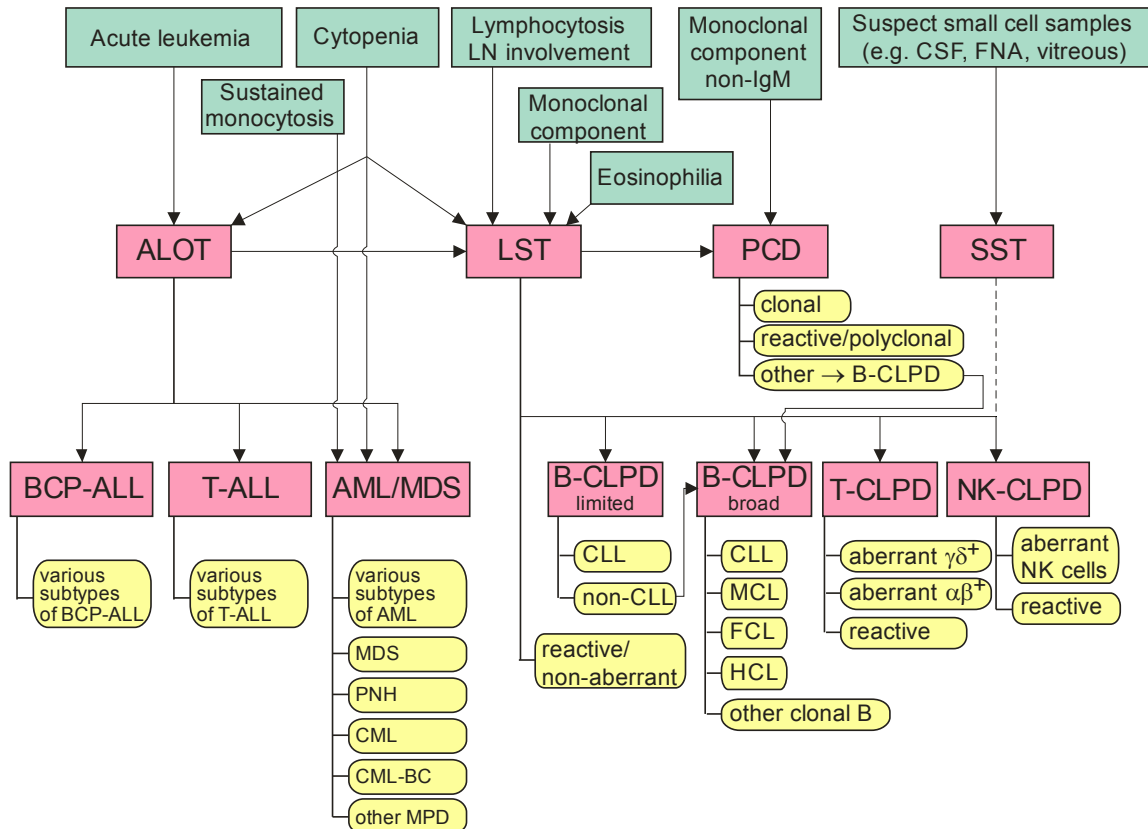 Acute leukemia
Cytopenia
Lymphocytosis
LN involvement
Monoclonal
component
non-IgM
Suspect small cell samples
(e.g. CSF, FNA, vitreous)
Sustained
monocytosis
Monoclonal
component
Eosinophilia
ALOT
LST
PCD
SST
clonal
reactive/polyclonal
other → B-CLPD
BCP-ALL
T-ALL
AML/MDS
B-CLPD
limited
B-CLPD
broad
T-CLPD
NK-CLPD
various
subtypes
of BCP-ALL
various
subtypes
of T-ALL
various
subtypes
of AML
MDS
PNH
CML
CML-BC
other MPD
CLL
non-CLL
reactive/
non-aberrant
CLL
MCL
FCL
HCL
other clonal B
aberrant γδ+
aberrant αβ+
reactive
aberrant
NK cells
reactive